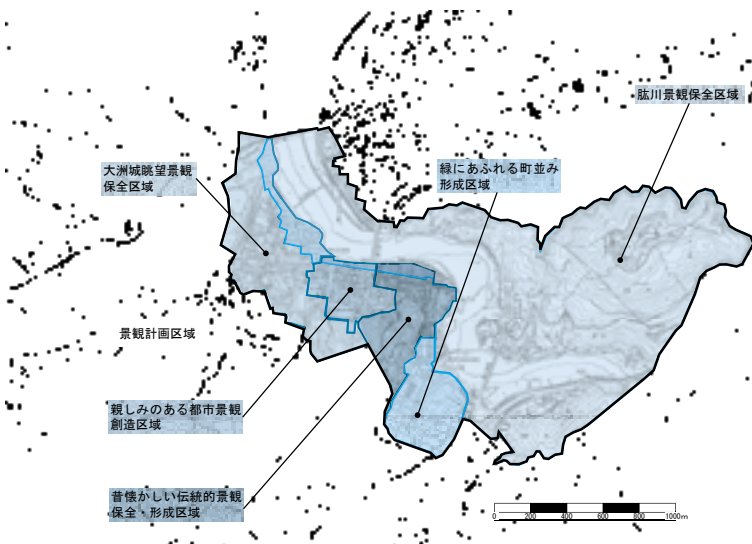 肱川景観保全区域
大洲城眺望景観
保全区域
緑にあふれる町並み
形成区域
景観計画区域
親しみのある都市景観
創造区域
昔懐かしい伝統的景観
保全・形成区域
0 200 400 600 800 1000m